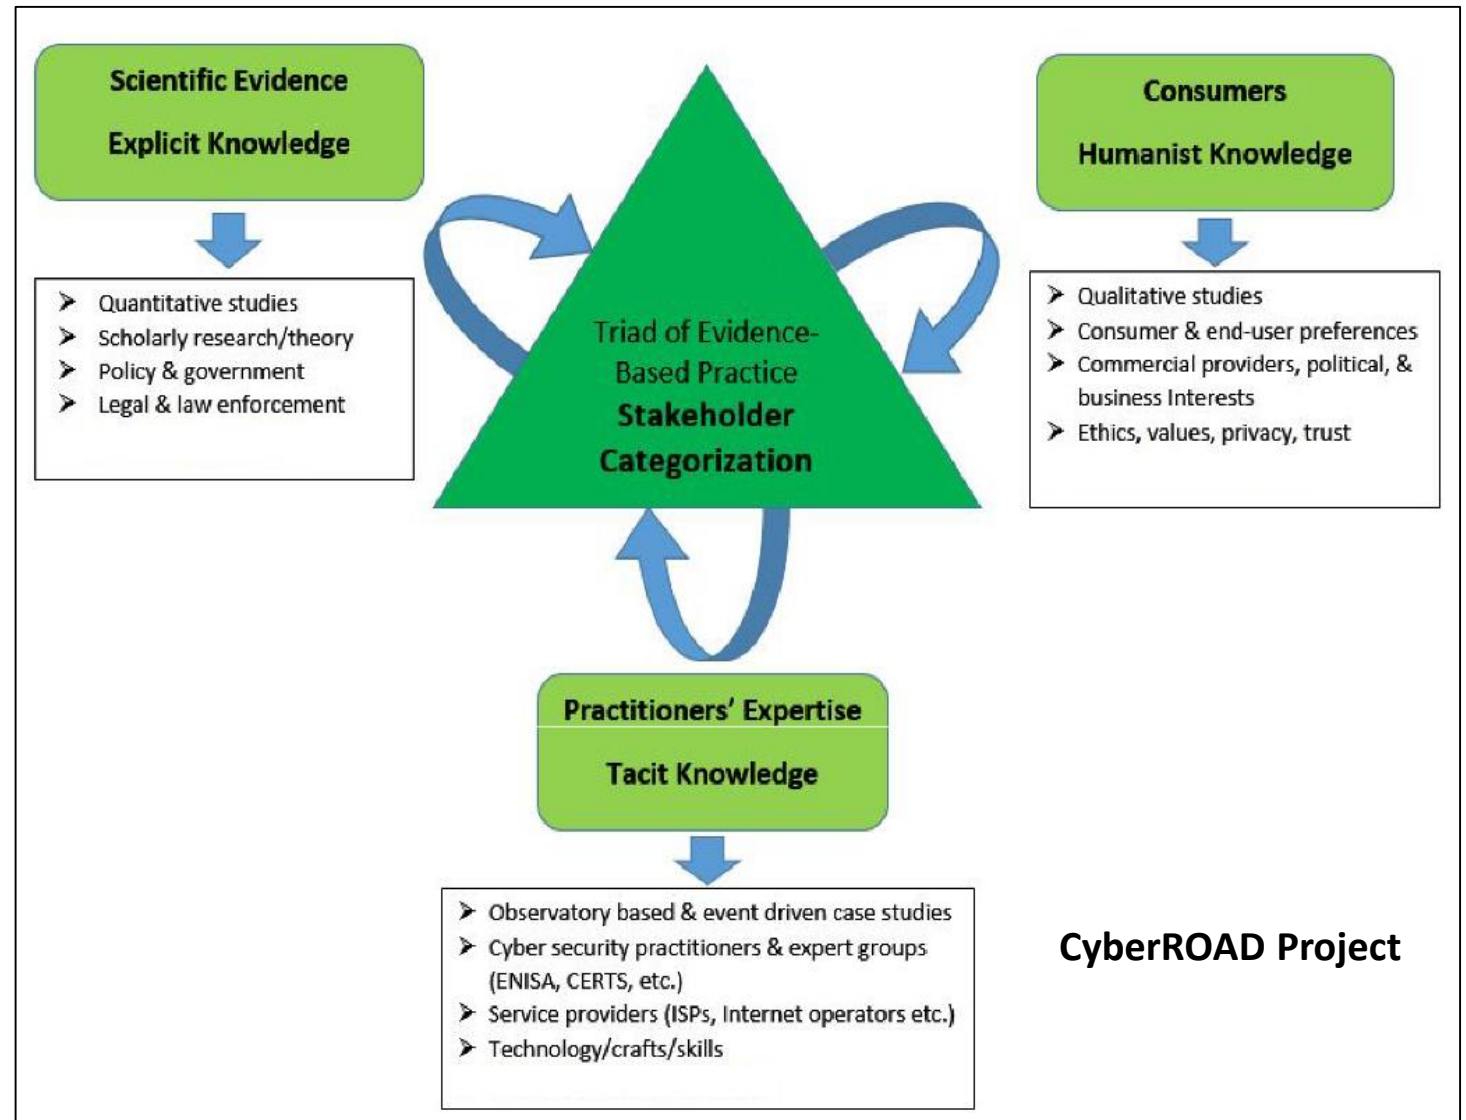 Scientific Evidence
Explicit Knowledge
➢ Quantitative studies
➢ Scholarly research/theory
➢ Policy & government
➢ Legal & law enforcement
Triad of Evidence-
Based Practice
Stakeholder
Categorization
Consumers
Humanist Knowledge
➢ Qualitative studies
➢ Consumer & end-user preferences
➢ Commercial providers, political, &
business Interests
➢ Ethics, values, privacy, trust
Practitioners’ Expertise
Tacit Knowledge
➢ Observatory based & event driven case studies
➢ Cyber security practitioners & expert groups
(ENISA, CERTS, etc.)
➢ Service providers (ISPs, Internet operators etc.)
➢ Technology/crafts/skills
CyberROAD Project